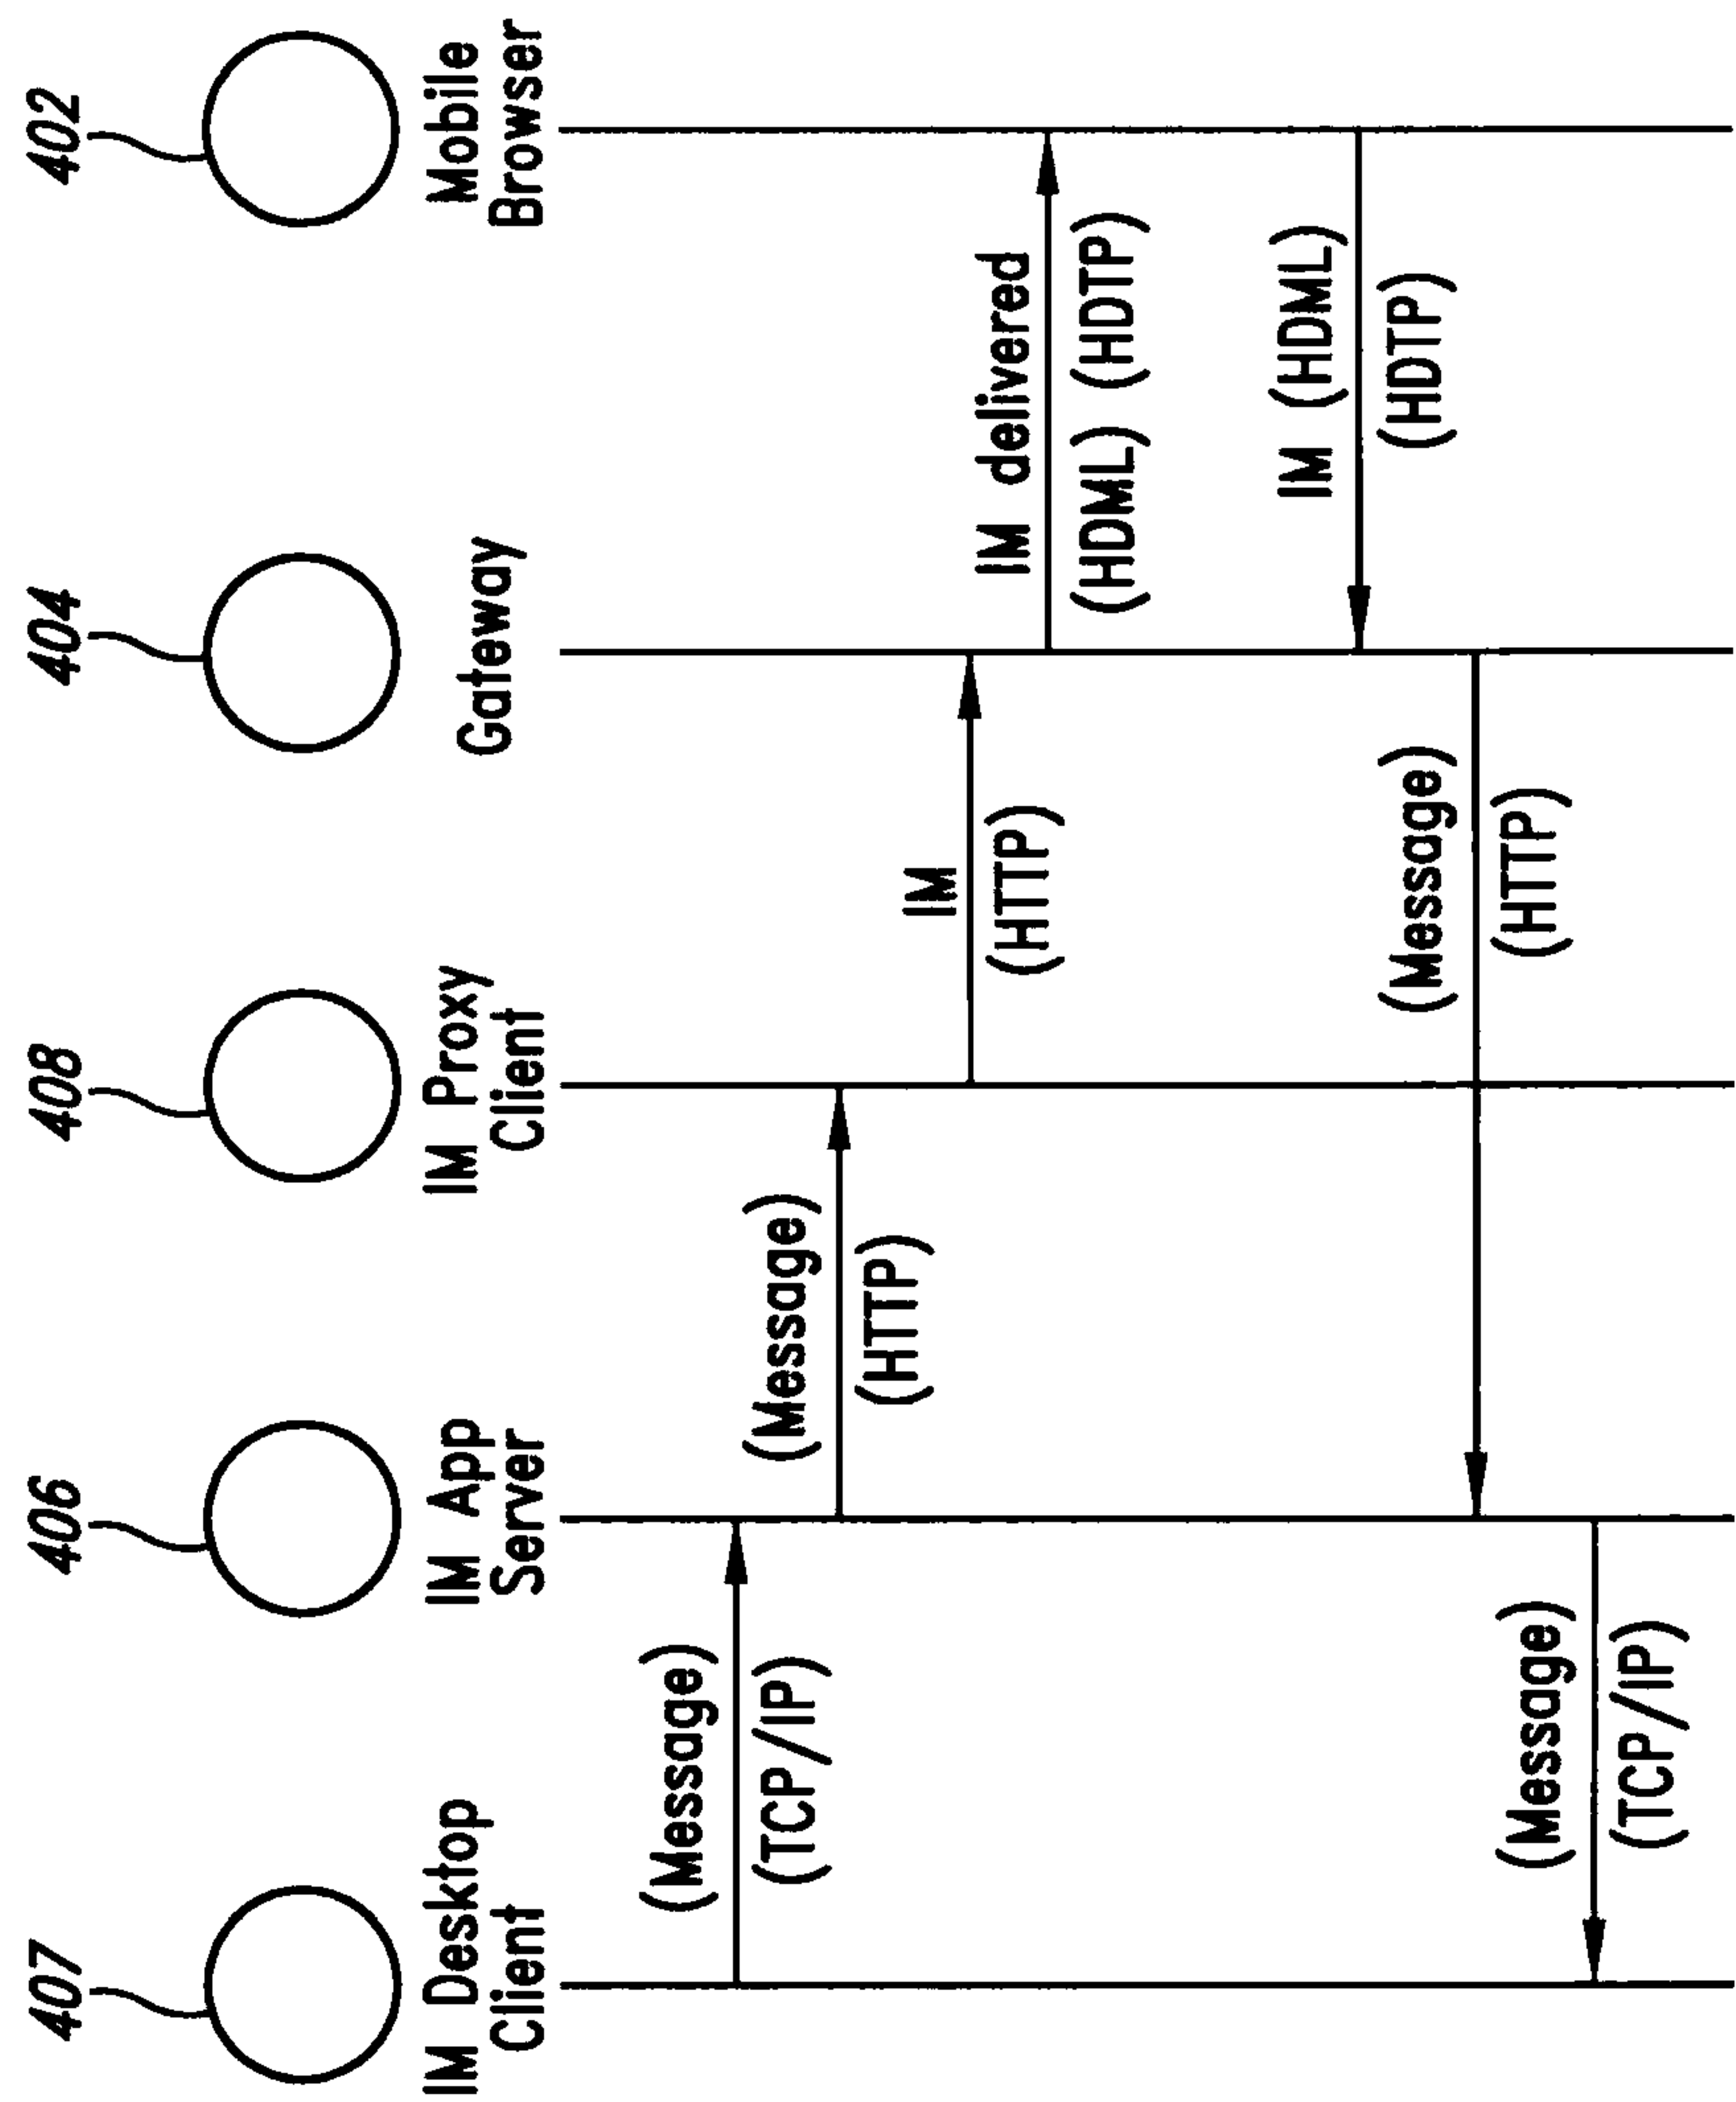 407
406
408
404
402
IM Desktop
Client
IM App
Server
IM Proxy
Client
Gateway
Mobile
Browser
(Message)
(TCP/IP)
(Message)
(HTTP)
IM
(HTTP)
IM delivered
(HDML) (HDTP)
IM (HDML)
(HDTP)
(Message)
(HTTP)
(Message)
(TCP/IP)